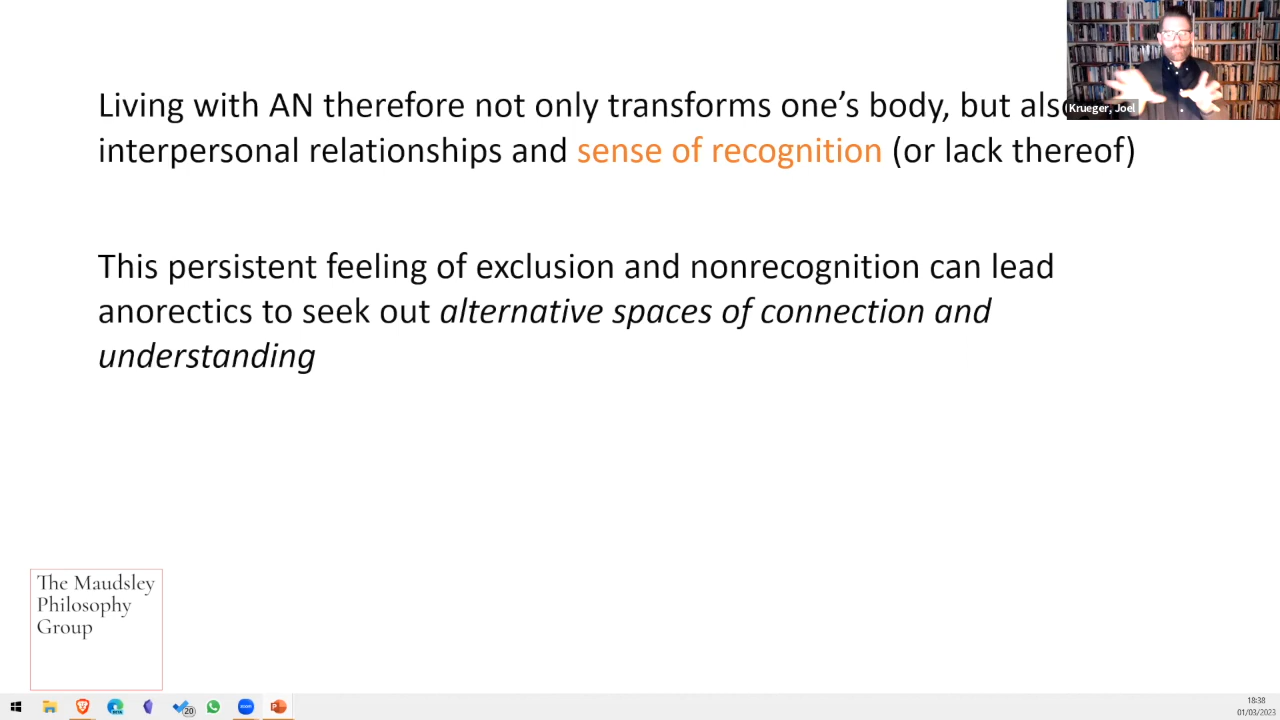 Living with AN therefore not only transforms one's body, but also
Krueger, Joel
interpersonal relationships and sense of recognition (or lack thereof)
This persistent feeling of exclusion and nonrecognition can lead
anorectics to seek out alternative spaces of connection and
understanding
The Maudsley
Philosophy
Group
20
18:38
01/03/2023